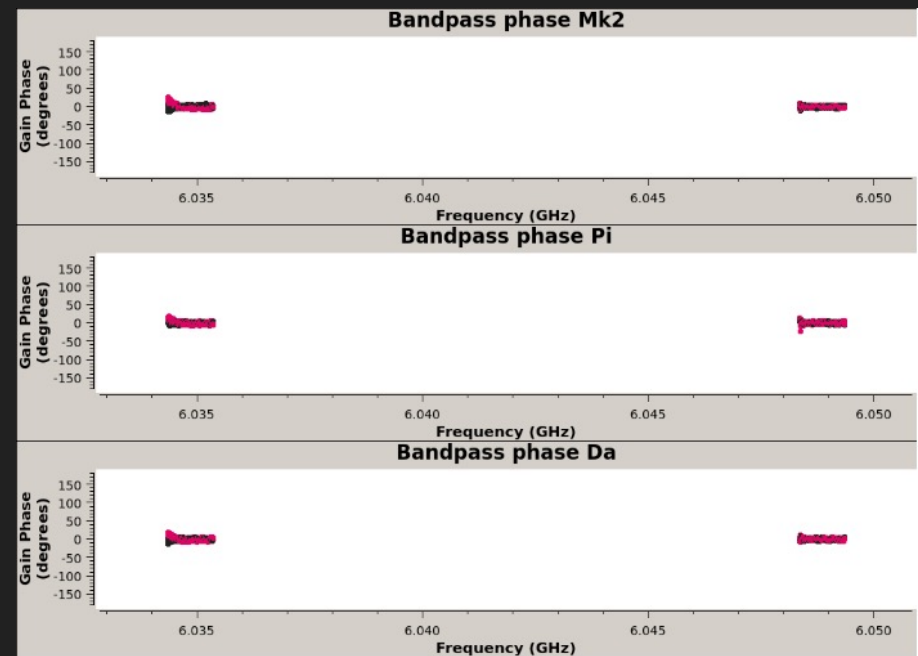 Bandpass phase Mk2
Gain Phase
(degrees)
150
100
50
0
-50
-100
-150
6.035 6.040 6.045 6.050
Frequency (GHz)
Bandpass phase Pi
Gain Phase
(degrees)
150
100
50
0
-50
-100
-150
6.035 6.040 6.045 6.050
Frequency (GHz)
Bandpass phase Da
Gain Phase
(degrees)
150
100
50
0
-50
-100
-150
6.035 6.040 6.045 6.050
Frequency (GHz)